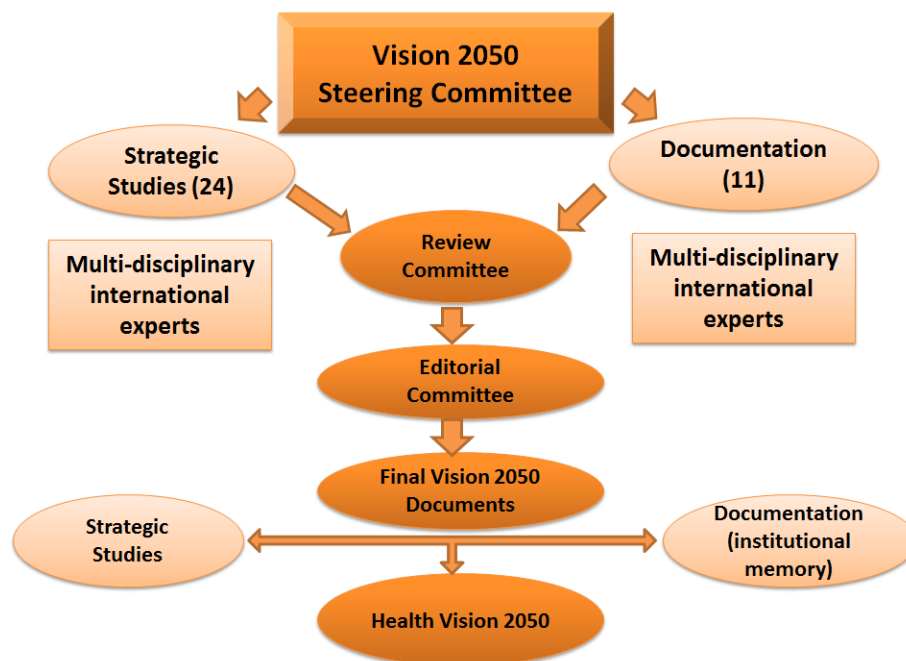 Vision 2050
Steering Committee
Strategic
Studies (24)
Documentation
(11)
Review
Committee
Multi-disciplinary
international
experts
Multi-disciplinary
international
experts
Editorial
Committee
Final Vision 2050
Documents
Strategic
Studies
Documentation
(institutional
memory)
Health Vision 2050